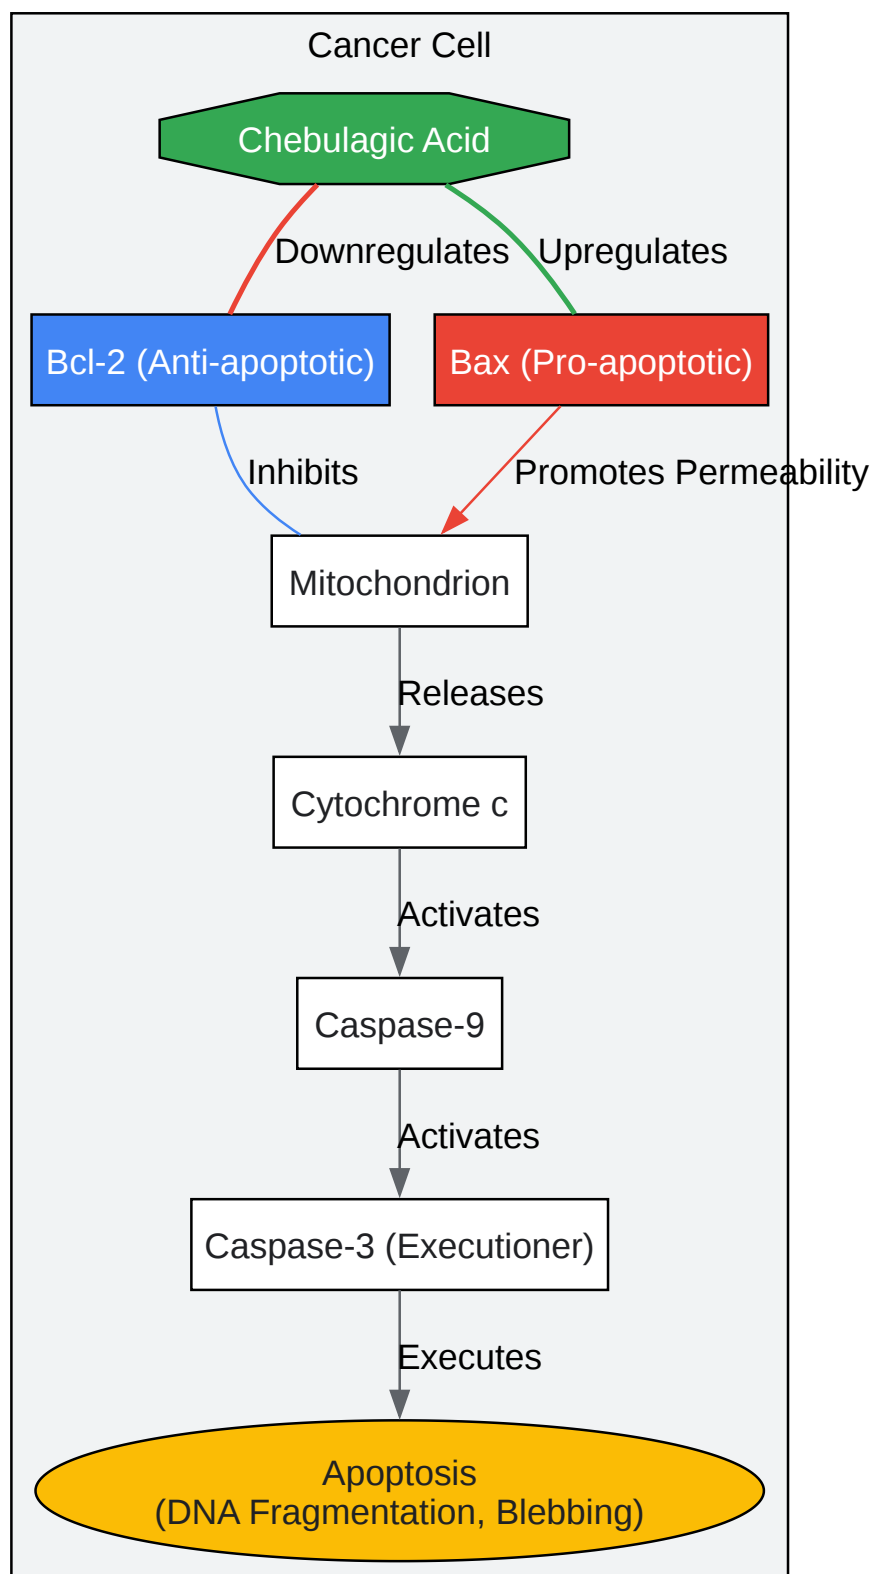 Cancer Cell
Chebulagic Acid
Downregulates
Upregulates
Bcl-2 (Anti-apoptotic)
Bax (Pro-apoptotic)
Inhibits
Promotes Permeability
Mitochondrion
Releases
Cytochrome c
Activates
Caspase-9
Activates
Caspase-3 (Executioner)
Executes
Apoptosis
(DNA Fragmentation, Blebbing)